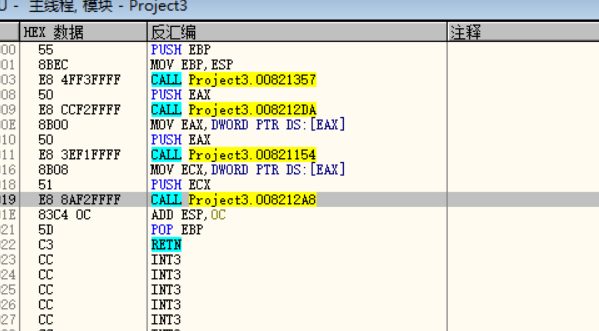 U - 主线程, 模块 - Project3
HEX 数据 反汇编 注释
00 55 PUSH EBP
01 8BEC MOV EBP,ESP
03 E8 4FF3FFFF CALL Project3.00821357
08 50 PUSH EAX
09 E8 CCF2FFFF CALL Project3.008212DA
0E 8B00 MOV EAX,DWORD PTR DS:[EAX]
10 50 PUSH EAX
11 E8 3EF1FFFF CALL Project3.00821154
16 8B08 MOV ECX,DWORD PTR DS:[EAX]
18 51 PUSH ECX
19 E8 8AF2FFFF CALL Project3.008212A8
1E 83C4 0C ADD ESP,0C
21 5D POP EBP
22 C3 RETN
23 CC INT3
24 CC INT3
25 CC INT3
26 CC INT3
27 CC INT3